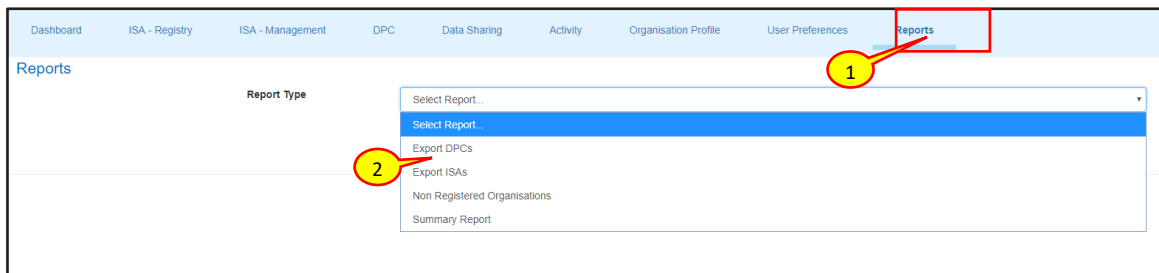 Dashboard ISA - Registry ISA - Management DPC Data Sharing Activity Organisation Profile User Preferences Reports
1
Reports
Report Type Select Report...
Select Report...
Export DPCs
2
Export ISAs
Non Registered Organisations
Summary Report